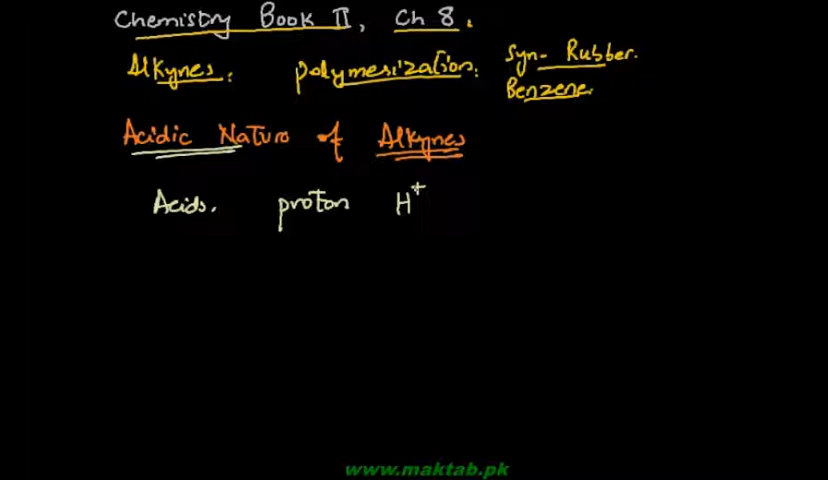 Chemistry Book II, Ch 8.
Alkynes. polymerization. Syn- Rubber.
Benzene.
Acidic Nature of Alkynes
Acids. proton H⁺
www.maktab.pk